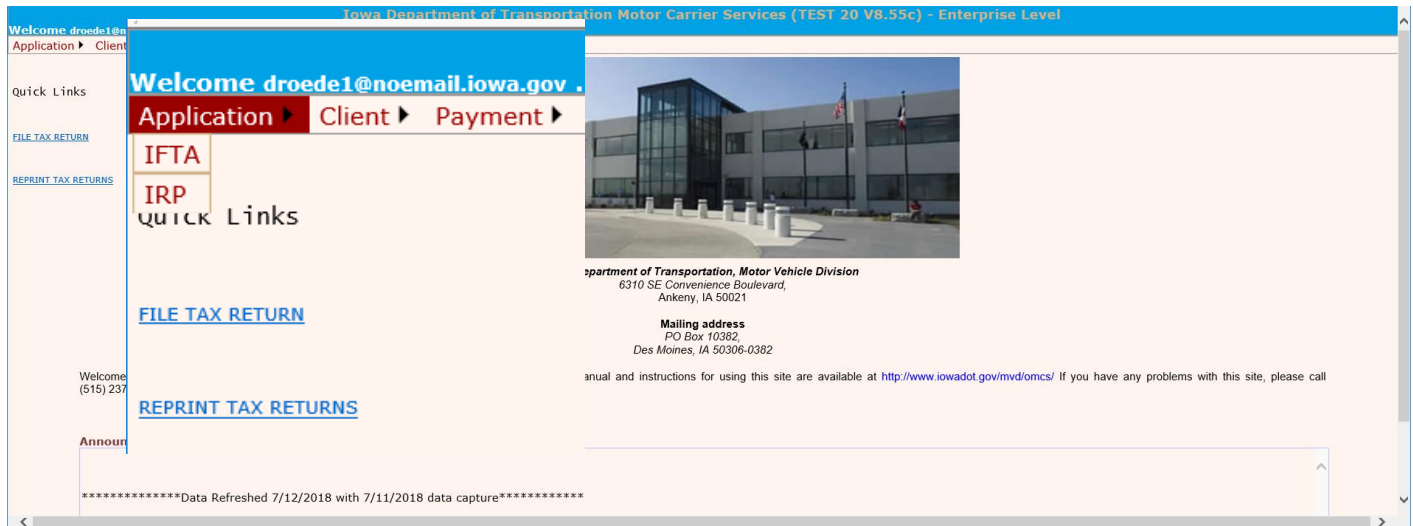 Iowa Department of Transportation Motor Carrier Services (TEST 20 V8.55c) - Enterprise Level
Welcome droede1@n
Application Client
Quick Links
FILE TAX RETURN
REPRINT TAX RETURNS
Welcome droede1@noemail.iowa.gov .
Application Client Payment
IFTA
IRP
Quick Links
FILE TAX RETURN
REPRINT TAX RETURNS
epartment of Transportation, Motor Vehicle Division
6310 SE Convenience Boulevard,
Ankeny, IA 50021
Mailing address
PO Box 10382,
Des Moines, IA 50306-0382
Welcome anual and instructions for using this site are available at http://www.iowadot.gov/mvd/omcs/ If you have any problems with this site, please call
(515) 237
Announ
**************Data Refreshed 7/12/2018 with 7/11/2018 data capture************